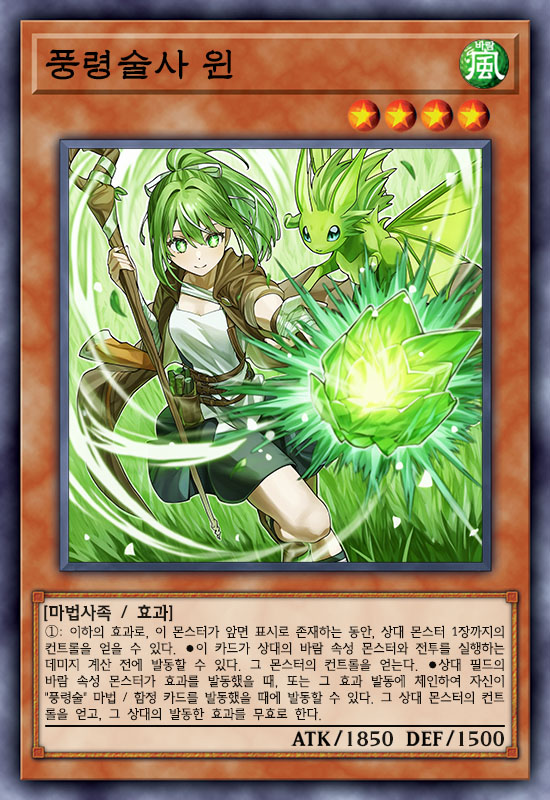 풍령술사 윈
바람
風
[마법사족 / 효과]
①: 이하의 효과로, 이 몬스터가 앞면 표시로 존재하는 동안, 상대 몬스터 1장까지의
컨트롤을 얻을 수 있다. ●이 카드가 상대의 바람 속성 몬스터와 전투를 실행하는
데미지 계산 전에 발동할 수 있다. 그 몬스터의 컨트롤을 얻는다. ●상대 필드의
바람 속성 몬스터가 효과를 발동했을 때, 또는 그 효과 발동에 체인하여 자신이
"풍령술" 마법 / 함정 카드를 발동했을 때에 발동할 수 있다. 그 상대 몬스터의 컨트
롤을 얻고, 그 상대의 발동한 효과를 무효로 한다.
ATK/1850 DEF/1500